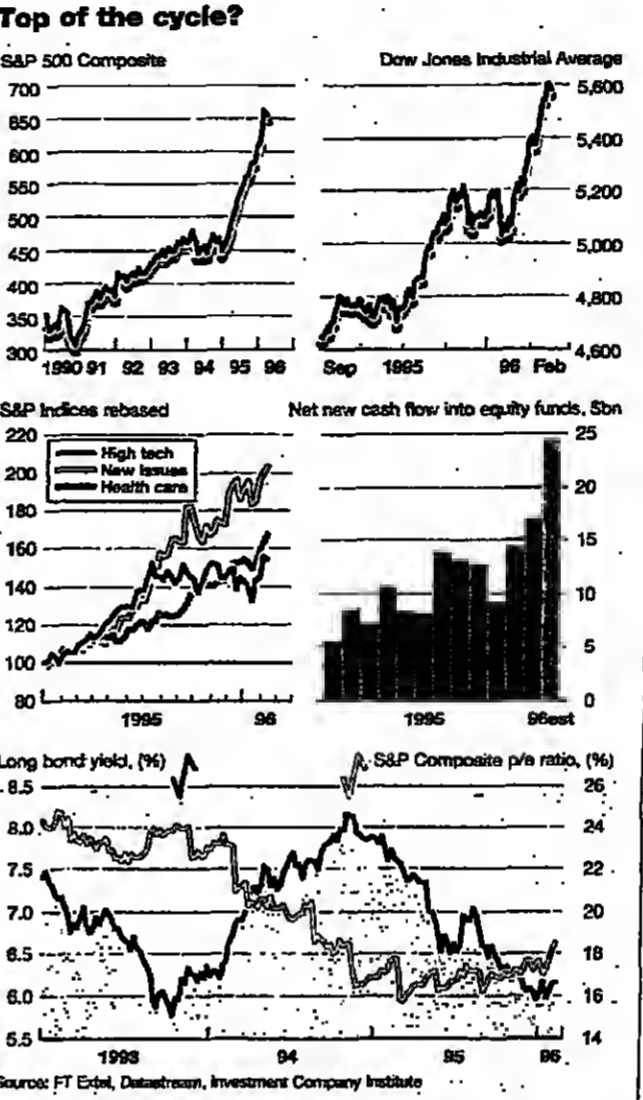 Top of the cycle?
S&P 500 Composite
700
650
600
550
500
450
400
350
300
1990 91 92 93 94 95 96
Dow Jones Industrial Average
5,600
5,400
5,200
5,000
4,800
4,600
Sep 1995 96 Feb
S&P Indices rebased
220
200
180
160
140
120
100
80
High tech
New Issues
Health care
1995 96
Net new cash flow into equity funds, $bn
25
20
15
10
5
0
1995 96est
Long bond yield, (%)
8.5
8.0
7.5
7.0
6.5
6.0
5.5
S&P Composite p/e ratio, (%)
26
24
22
20
18
16
14
1993 94 95 96
Source: FT Extel, Datastream, Investment Company Institute